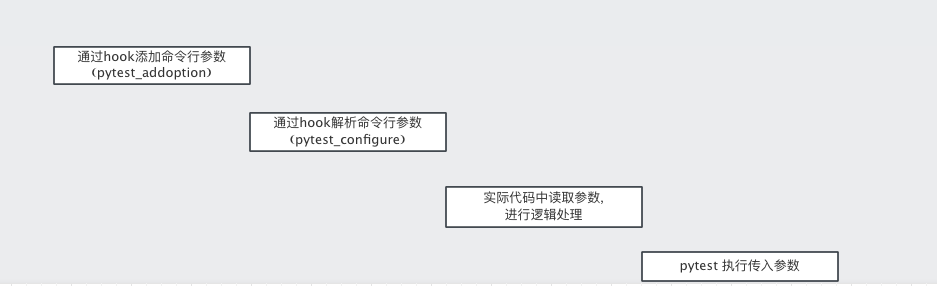 通过hook添加命令行参数
(pytest_addoption)
通过hook解析命令行参数
(pytest_configure)
实际代码中读取参数,
进行逻辑处理
pytest 执行传入参数